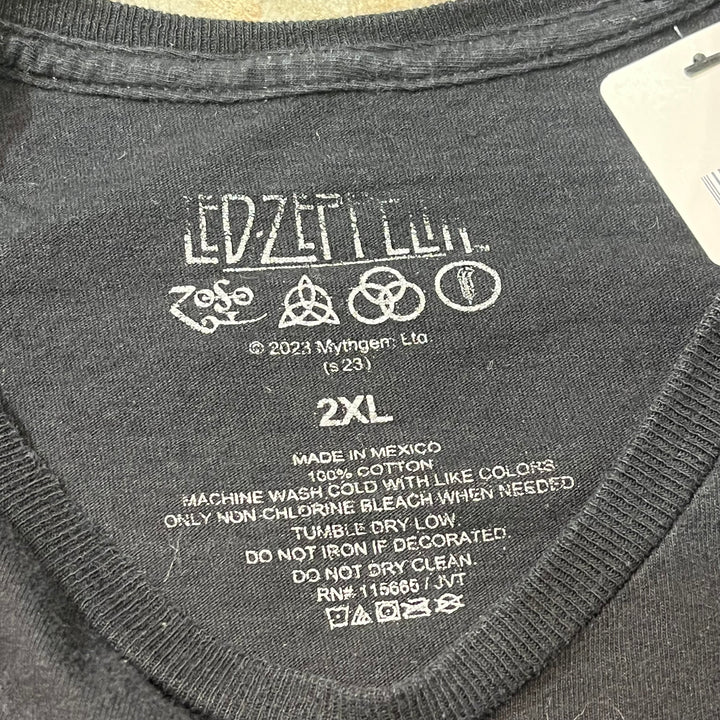 LED-ZEPPELIN™
ZoSo
© 2023 Mythgem Ltd.
(s 23)
2XL
MADE IN MEXICO
100% COTTON
MACHINE WASH COLD WITH LIKE COLORS
ONLY NON-CHLORINE BLEACH WHEN NEEDED
TUMBLE DRY LOW.
DO NOT IRON IF DECORATED.
DO NOT DRY CLEAN.
RN# 115665 / JVT